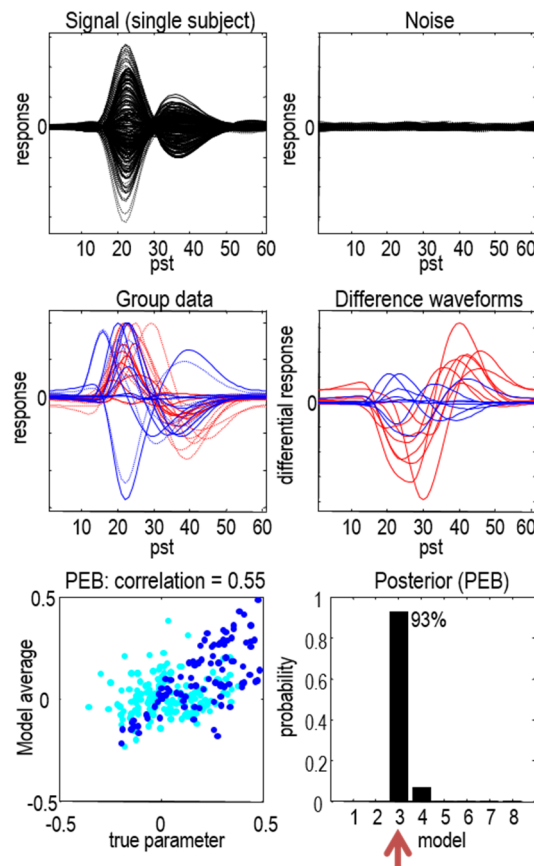 Signal (single subject)
response
0
10 20 30 40 50 60
pst
Noise
response
0
10 20 30 40 50 60
pst
Group data
response
0
10 20 30 40 50 60
pst
Difference waveforms
differential response
0
10 20 30 40 50 60
pst
PEB: correlation = 0.55
Model average
0.5
0
-0.5
-0.5 0 0.5
true parameter
Posterior (PEB)
probability
1
0.8
0.6
0.4
0.2
0
93%
1 2 3 4 5 6 7 8
model